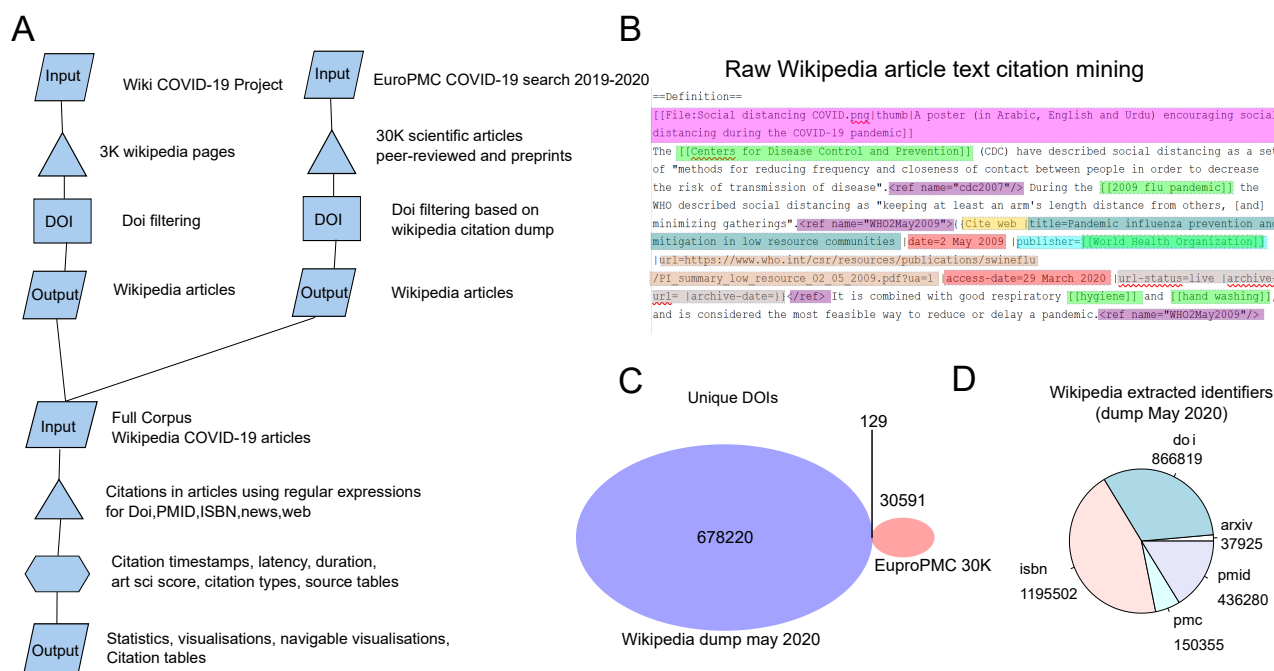 A
Input
Wiki COVID-19 Project
3K wikipedia pages
DOI
Doi filtering
Output
Wikipedia articles
Input
EuroPMC COVID-19 search 2019-2020
30K scientific articles
peer-reviewed and preprints
DOI
Doi filtering based on
wikipedia citation dump
Output
Wikipedia articles
Input
Full Corpus
Wikipedia COVID-19 articles
Citations in articles using regular expressions
for Doi,PMID,ISBN,news,web
Citation timestamps, latency, duration,
art sci score, citation types, source tables
Output
Statistics, visualisations, navigable visualisations,
Citation tables
B
Raw Wikipedia article text citation mining
==Definition==
[[File:Social distancing COVID.png|thumb|A poster (in Arabic, English and Urdu) encouraging social
distancing during the COVID-19 pandemic]]
The [[Centers for Disease Control and Prevention]] (CDC) have described social distancing as a set
of "methods for reducing frequency and closeness of contact between people in order to decrease
the risk of transmission of disease".<ref name="cdc2007"/> During the [[2009 flu pandemic]] the
WHO described social distancing as "keeping at least an arm's length distance from others, [and]
minimizing gatherings".<ref name="WHO2May2009">{{Cite web |title=Pandemic influenza prevention and
mitigation in low resource communities |date=2 May 2009 |publisher=[[World Health Organization]]
|url=https://www.who.int/csr/resources/publications/swineflu
/PI_summary_low_resource_02_05_2009.pdf?ua=1 |access-date=29 March 2020 |url-status=live |archive-
url= |archive-date=}}</ref> It is combined with good respiratory [[hygiene]] and [[hand washing]],
and is considered the most feasible way to reduce or delay a pandemic.<ref name="WHO2May2009"/>
C
Unique DOIs
129
678220
30591
EuproPMC 30K
Wikipedia dump may 2020
D
Wikipedia extracted identifiers
(dump May 2020)
doi
866819
arxiv
37925
pmid
436280
pmc
150355
isbn
1195502